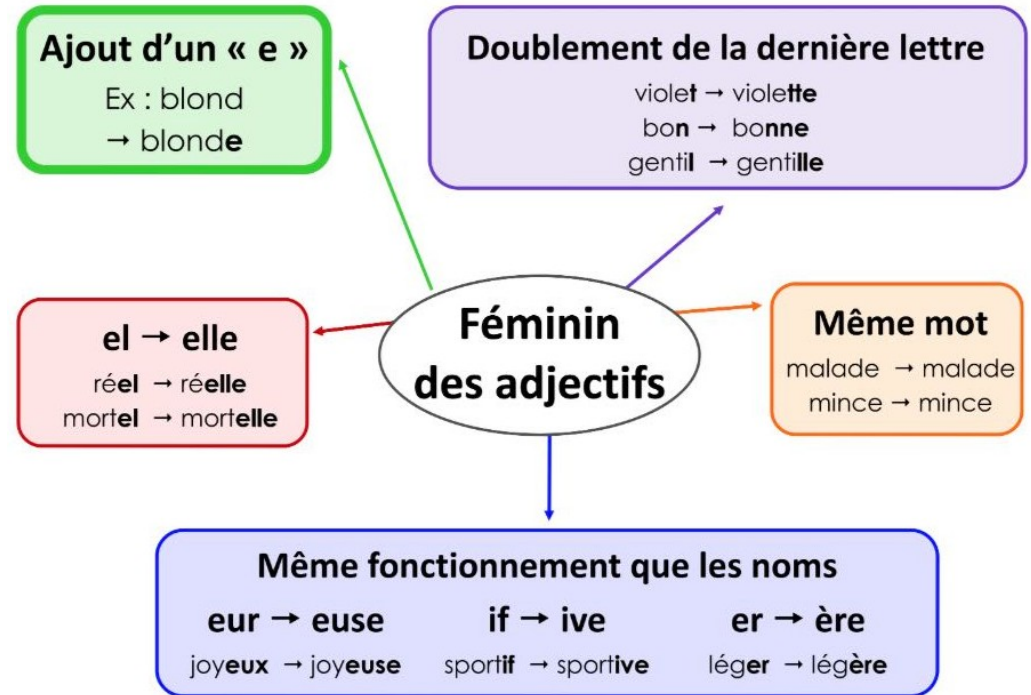 Ajout d'un « e »
Ex : blond
→ blonde
Doublement de la dernière lettre
violet → violette
bon → bonne
gentil → gentille
el → elle
réel → réelle
mortel → mortelle
Féminin
des adjectifs
Même mot
malade → malade
mince → mince
Même fonctionnement que les noms
eur → euse if → ive er → ère
joyeux → joyeuse sportif → sportive léger → légère